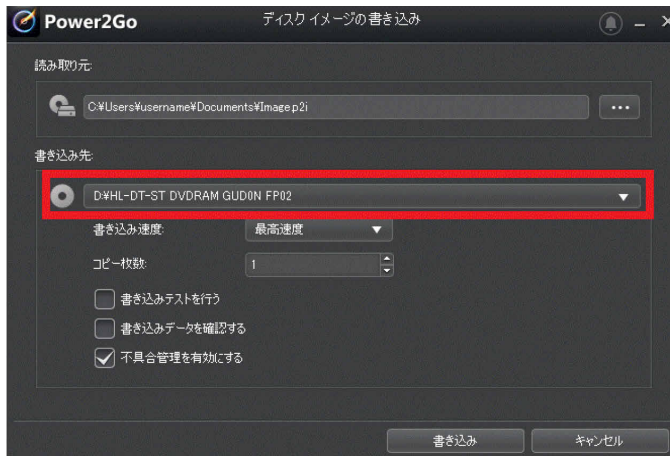 Power2Go
ディスク イメージの書き込み
読み取り元:
C:¥Users¥username¥Documents¥Image.p2i
...
書き込み先:
D:¥HL-DT-ST DVDRAM GUD0N FP02
書き込み速度: 最高速度
コピー枚数: 1
書き込みテストを行う
書き込みデータを確認する
不具合管理を有効にする
書き込み キャンセル